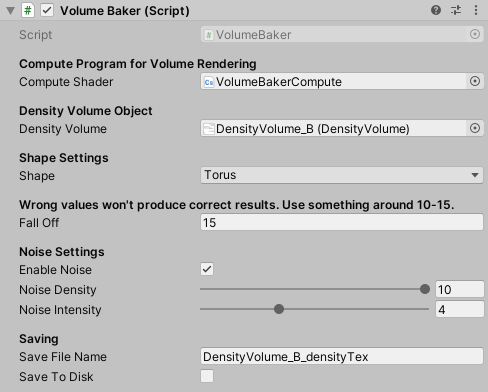 Volume Baker (Script)
Script VolumeBaker
Compute Program for Volume Rendering
Compute Shader VolumeBakerCompute
Density Volume Object
Density Volume DensityVolume_B (DensityVolume)
Shape Settings
Shape Torus
Wrong values won't produce correct results. Use something around 10-15.
Fall Off 15
Noise Settings
Enable Noise
Noise Density 10
Noise Intensity 4
Saving
Save File Name DensityVolume_B_densityTex
Save To Disk